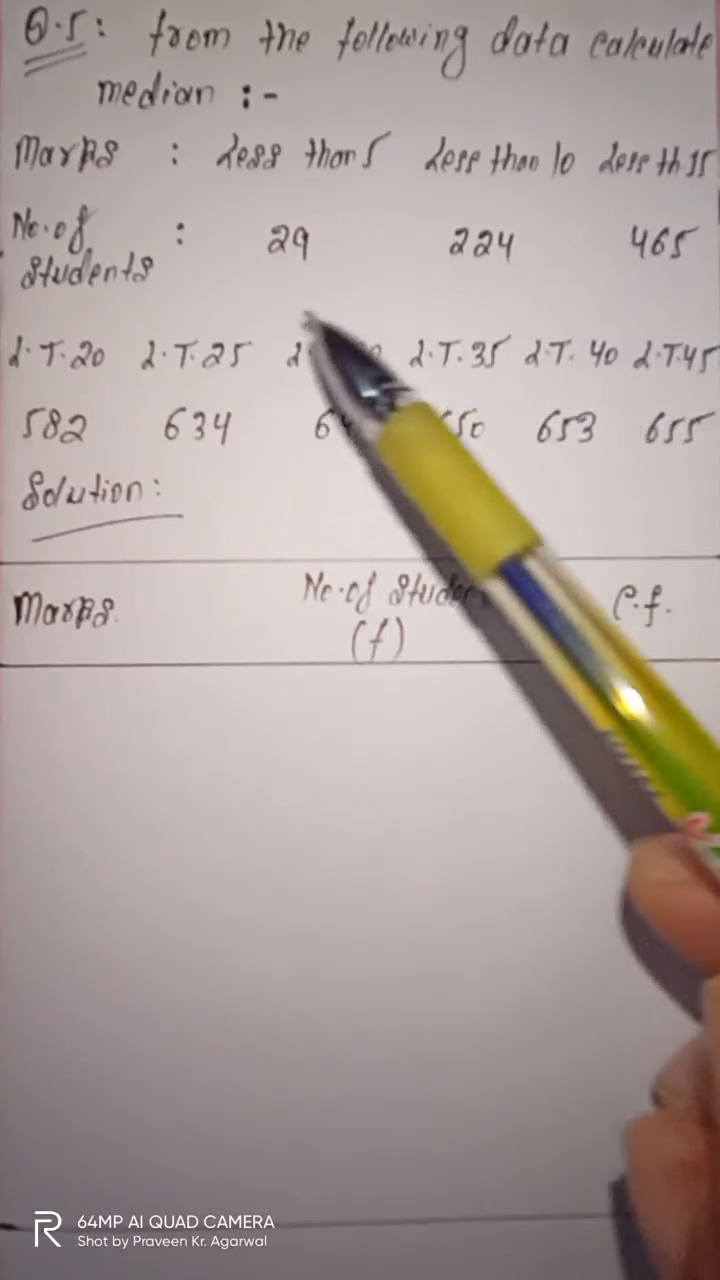 Q.5: from the following data calculate
median :-
Marks : Less than 5 Less than 10 Less th 15
No. of : 29 224 465
Students
L.T.20 L.T.25 L.T.35 L.T.40 L.T.45
582 634 653 655
Solution:
Marks. No. of C.f.
(f)
64MP AI QUAD CAMERA
Shot by Praveen Kr. Agarwal